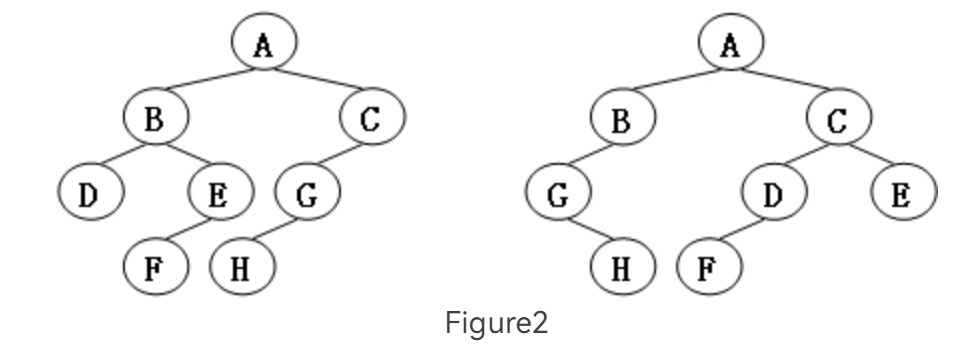 A A
B C B C
D E G G D E
F H H F
Figure2